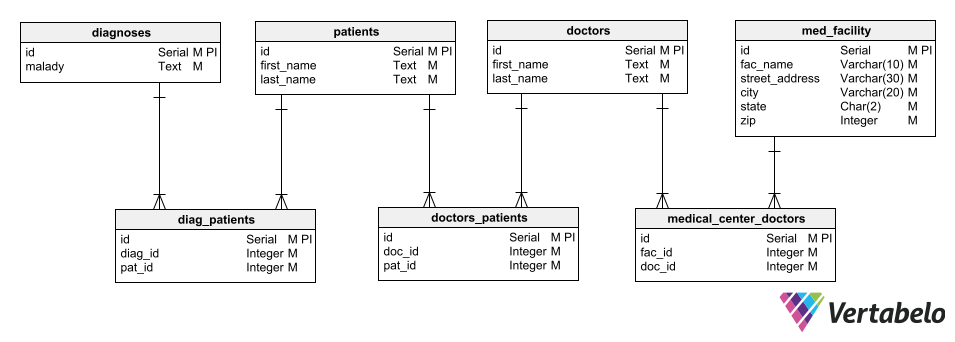 diagnoses
id Serial M PI
malady Text M
patients
id Serial M PI
first_name Text M
last_name Text M
doctors
id Serial M PI
first_name Text M
last_name Text M
med_facility
id Serial M PI
fac_name Varchar(10) M
street_address Varchar(30) M
city Varchar(20) M
state Char(2) M
zip Integer M
diag_patients
id Serial M PI
diag_id Integer M
pat_id Integer M
doctors_patients
id Serial M PI
doc_id Integer M
pat_id Integer M
medical_center_doctors
id Serial M PI
fac_id Integer M
doc_id Integer M
Vertabelo